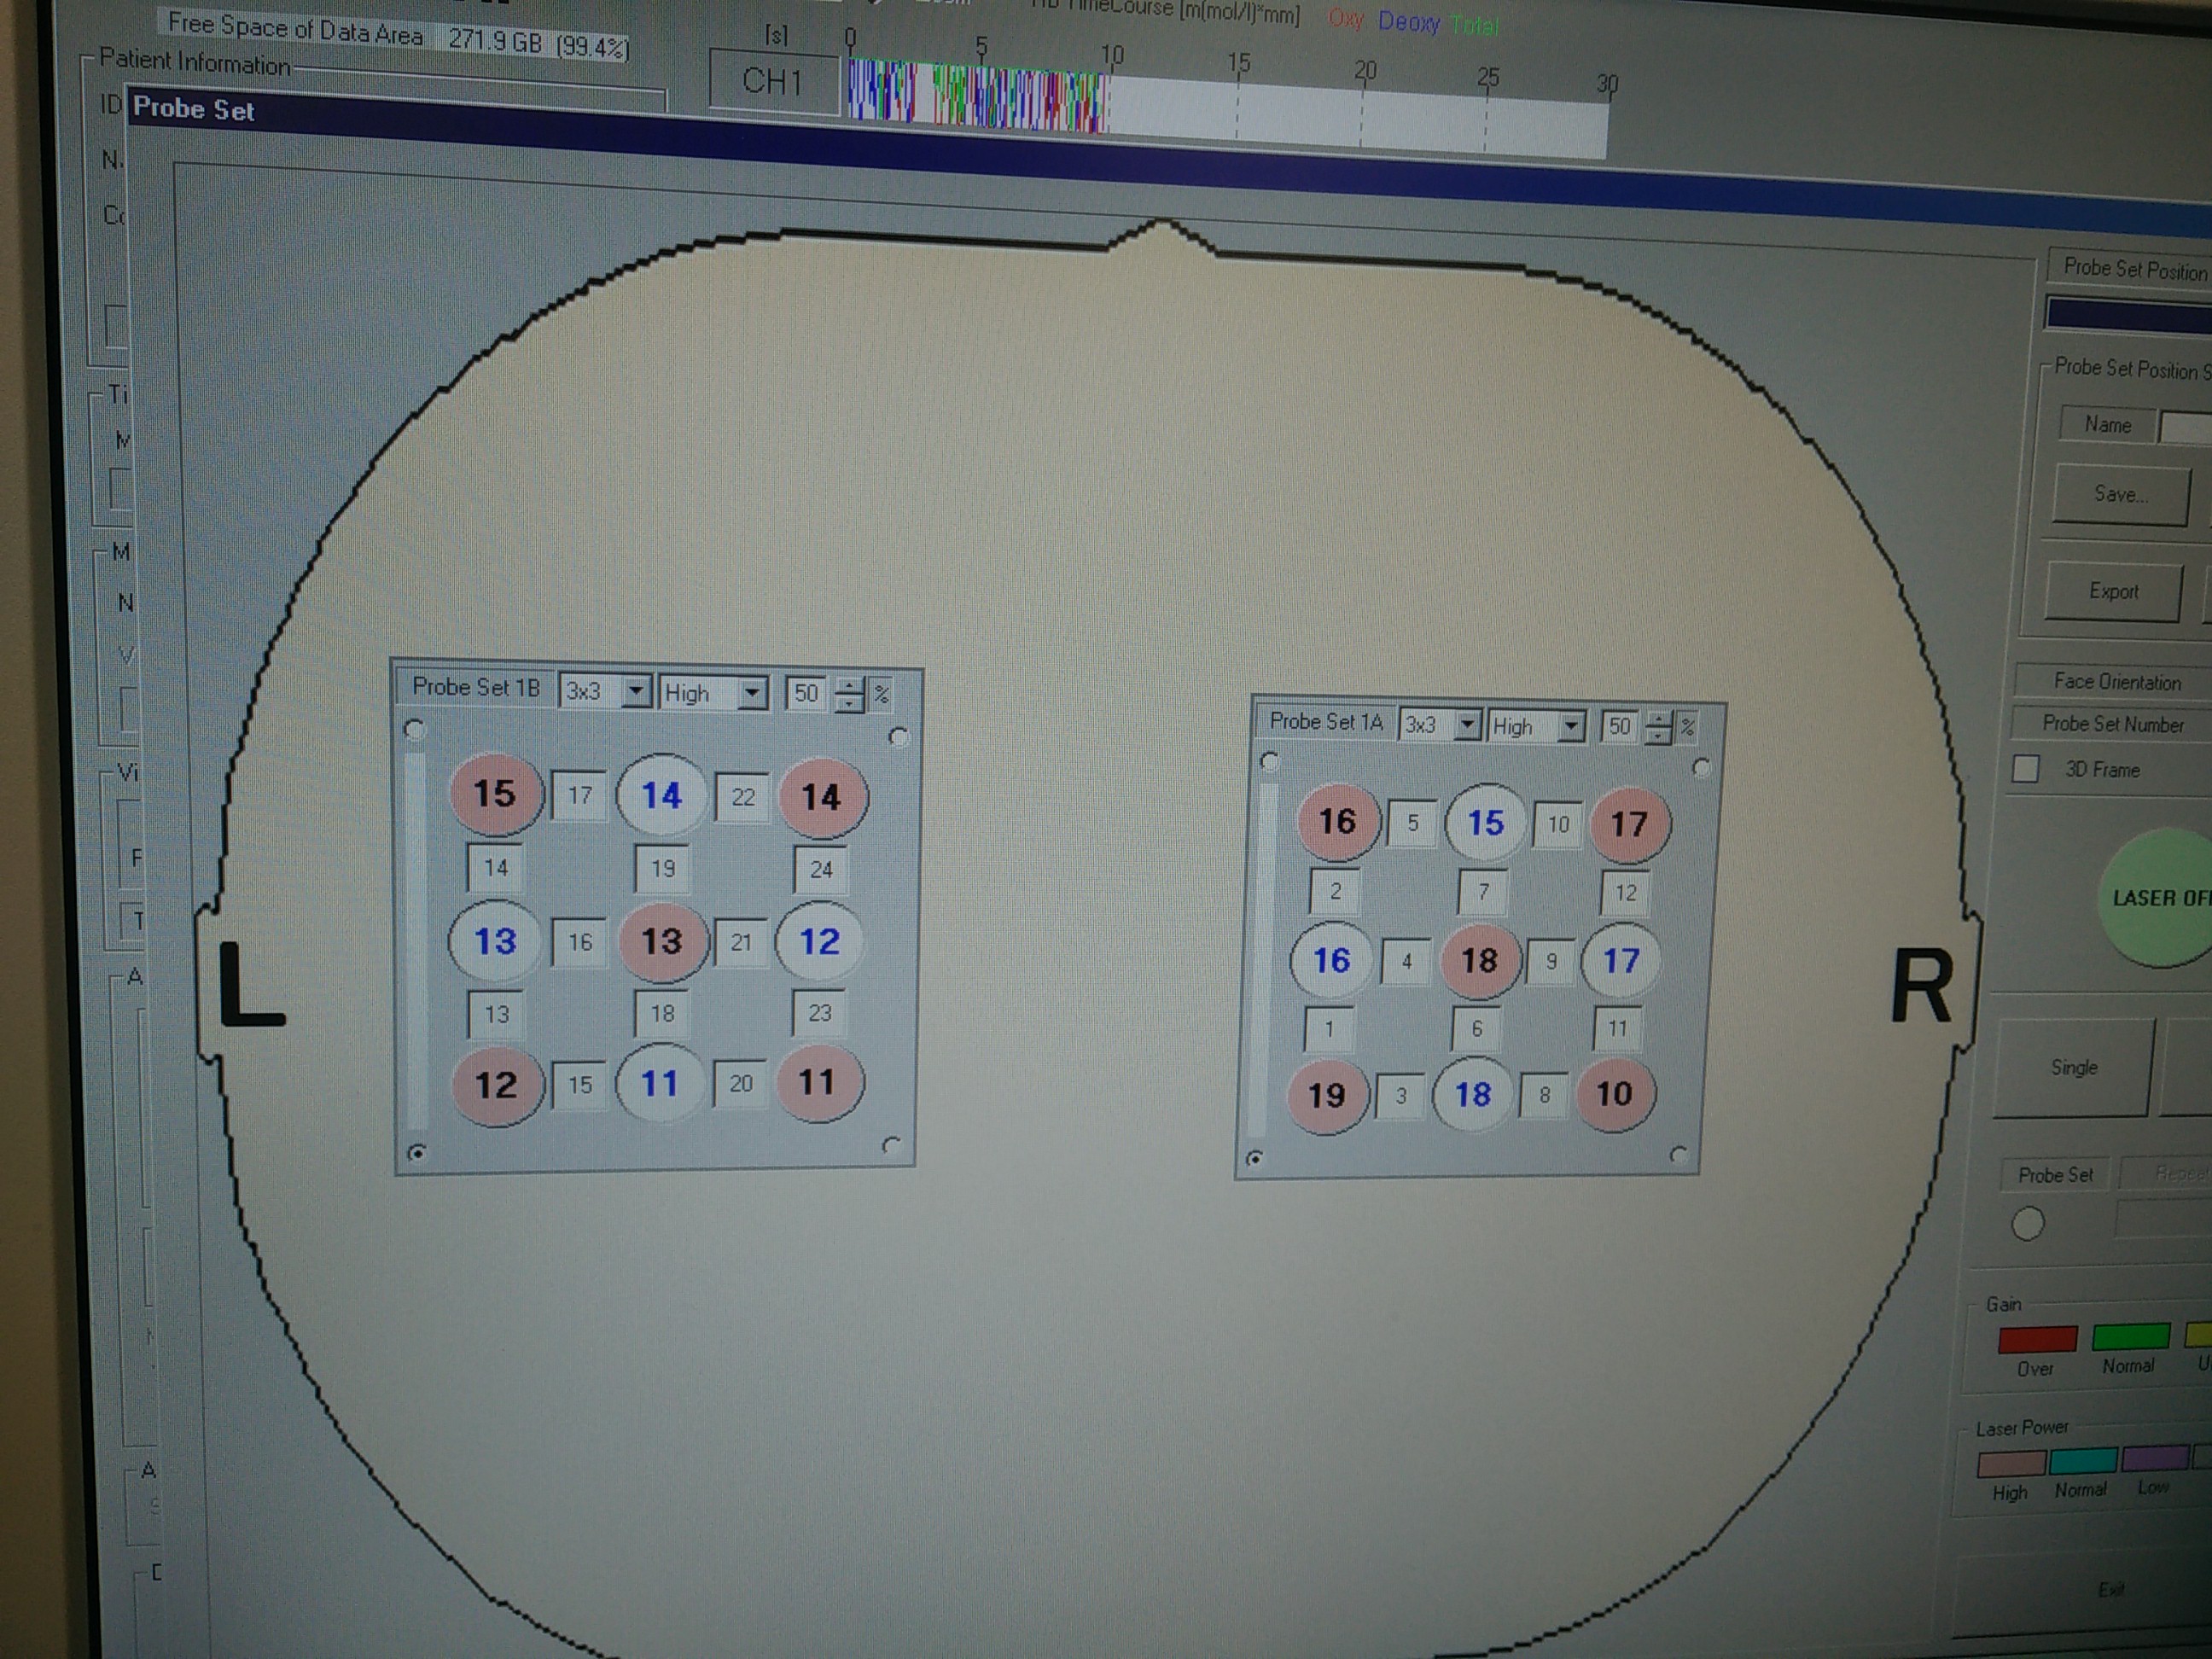 Free Space of Data Area 271.9 GB (99.4%)
TimeCourse [m(mol/l)*mm] Oxy Deoxy Total
[s] 0 5 10 15 20 25 30
CH1
Patient Information
ID
Probe Set
N.
Ti
M
M
N
V
Vi
F
T
A
A
Probe Set Position
Probe Set Position S
Name
Save...
Export
Face Orientation
Probe Set Number
3D Frame
LASER OF
Single
Probe Set Repeat
Gain
Over Normal U
Laser Power
High Normal Low
Exit
L
R
Probe Set 1B 3x3 High 50 %
15 17 14 22 14
14 19 24
13 16 13 21 12
13 18 23
12 15 11 20 11
Probe Set 1A 3x3 High 50 %
16 5 15 10 17
2 7 12
16 4 18 9 17
1 6 11
19 3 18 8 10